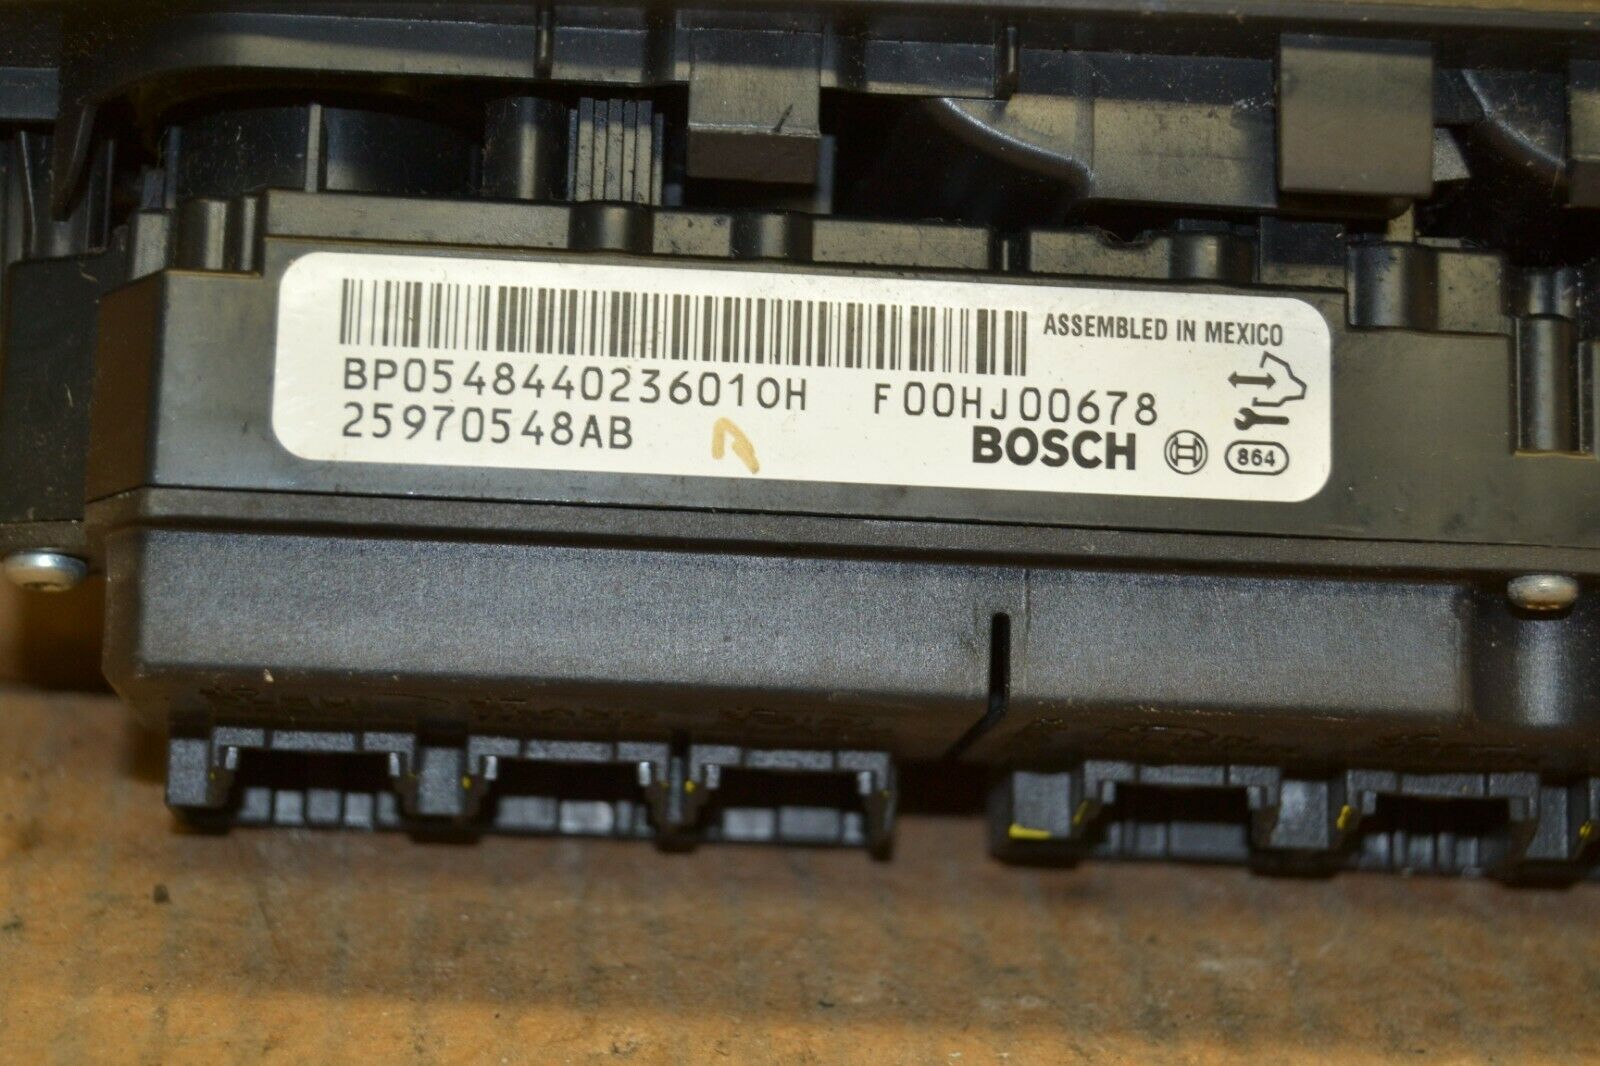 ASSEMBLED IN MEXICO
BP0548440236010H F00HJ00678
25970548AB
BOSCH
864